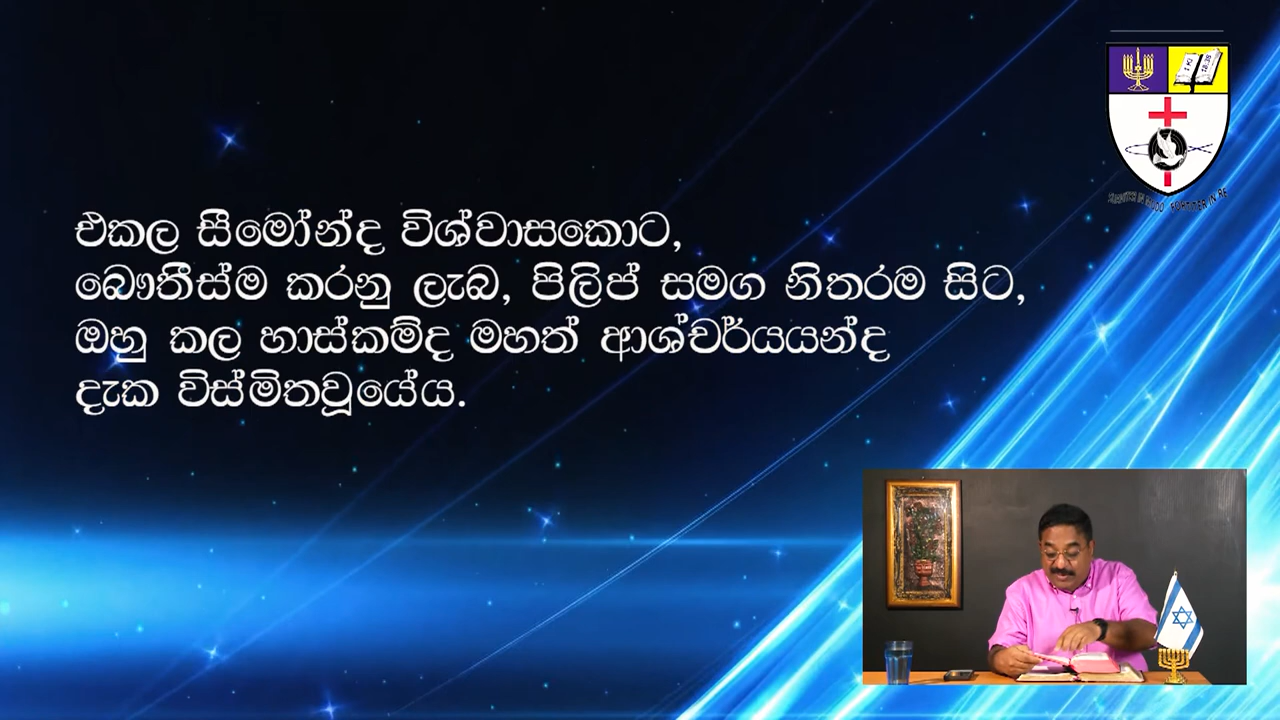 එකල සීමෝන්ද විශ්වාසකොට,
බෞතීස්ම කරනු ලැබ, පිලිප් සමග නිතරම සිට,
ඔහු කල හාස්කම්ද මහත් ආශ්චර්යයන්ද
දැක විස්මිතවූයේය.